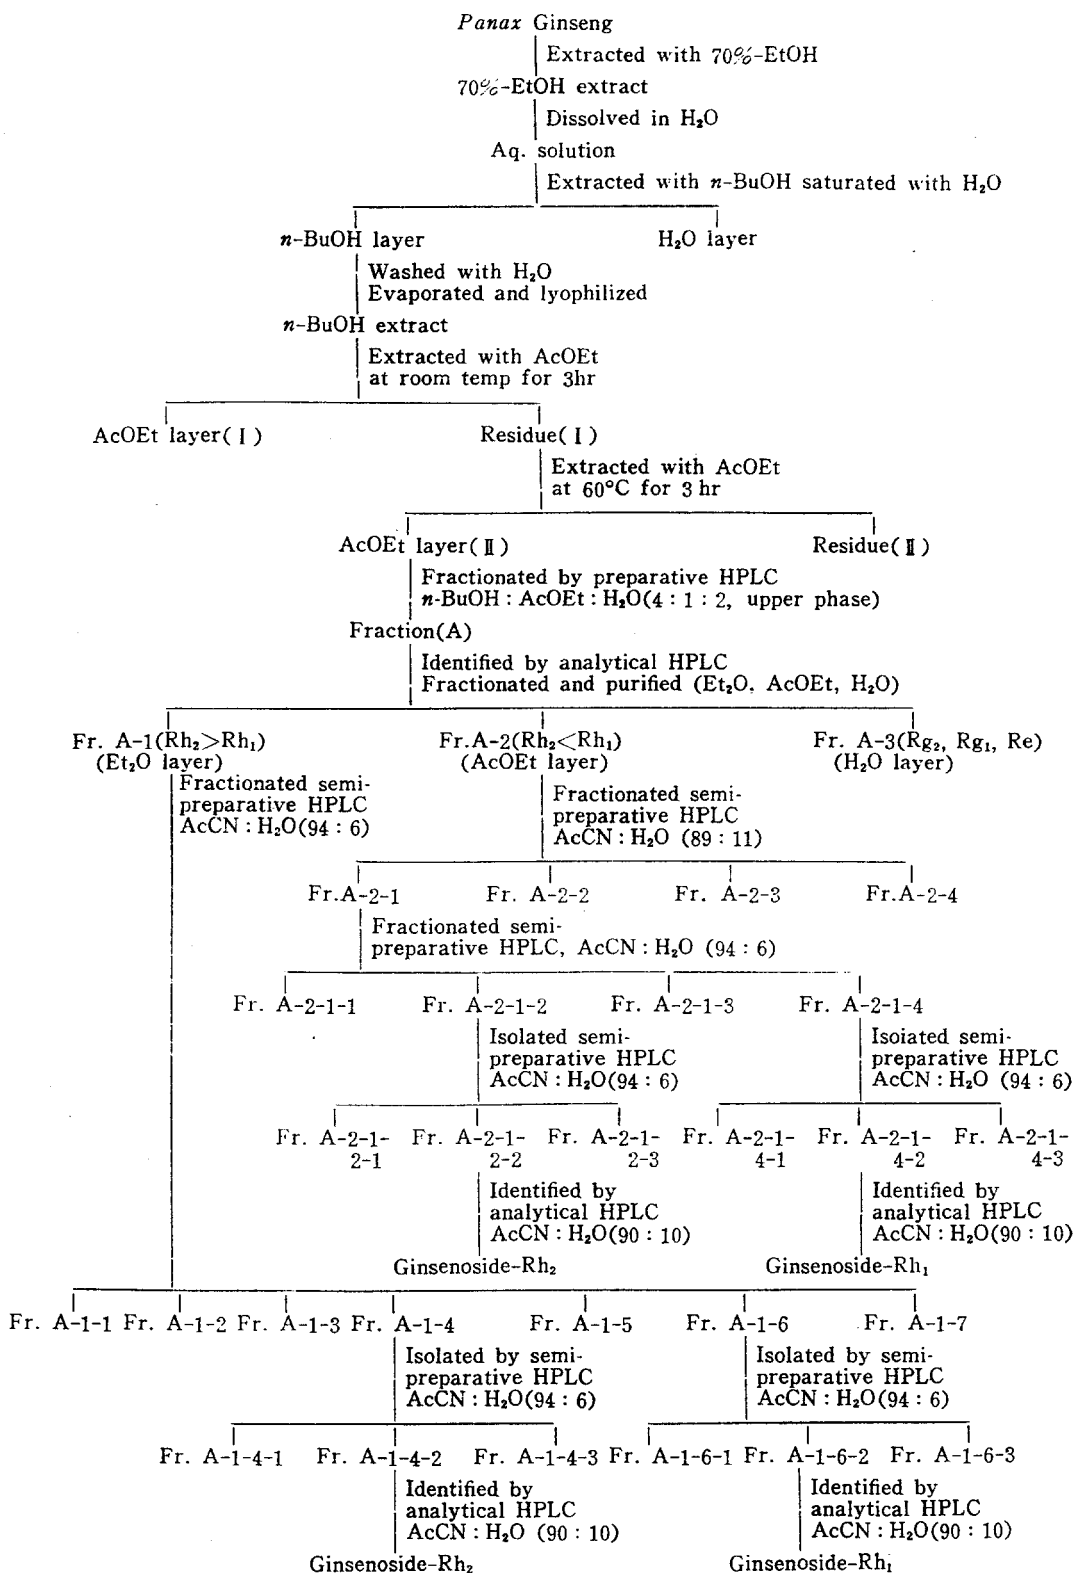 Panax Ginseng
Extracted with 70%-EtOH
70%-EtOH extract
Dissolved in H₂O
Aq. solution
Extracted with n-BuOH saturated with H₂O
n-BuOH layer
H₂O layer
Washed with H₂O
Evaporated and lyophilized
n-BuOH extract
Extracted with AcOEt
at room temp for 3hr
AcOEt layer(Ⅰ)
Residue(Ⅰ)
Extracted with AcOEt
at 60°C for 3 hr
AcOEt layer(Ⅱ)
Residue(Ⅱ)
Fractionated by preparative HPLC
n-BuOH : AcOEt : H₂O(4 : 1 : 2, upper phase)
Fraction(A)
Identified by analytical HPLC
Fractionated and purified (Et₂O, AcOEt, H₂O)
Fr. A-1(Rh₂>Rh₁)
(Et₂O layer)
Fr.A-2(Rh₂<Rh₁)
(AcOEt layer)
Fr. A-3(Rg₂, Rg₁, Re)
(H₂O layer)
Fractionated semi-
preparative HPLC
AcCN : H₂O(94 : 6)
Fractionated semi-
preparative HPLC
AcCN : H₂O (89 : 11)
Fr.A-2-1
Fr. A-2-2
Fr. A-2-3
Fr.A-2-4
Fractionated semi-
preparative HPLC, AcCN : H₂O (94 : 6)
Fr. A-2-1-1
Fr. A-2-1-2
Fr. A-2-1-3
Fr. A-2-1-4
Isolated semi-
preparative HPLC
AcCN : H₂O(94 : 6)
Isoiated semi-
preparative HPLC
AcCN : H₂O (94 : 6)
Fr. A-2-1-
2-1
Fr. A-2-1-
2-2
Fr. A-2-1-
2-3
Fr. A-2-1-
4-1
Fr. A-2-1-
4-2
Fr. A-2-1-
4-3
Identified by
analytical HPLC
AcCN : H₂O(90 : 10)
Identified by
analytical HPLC
AcCN : H₂O(90 : 10)
Ginsenoside-Rh₂
Ginsenoside-Rh₁
Fr. A-1-1
Fr. A-1-2
Fr. A-1-3
Fr. A-1-4
Fr. A-1-5
Fr. A-1-6
Fr. A-1-7
Isolated by semi-
preparative HPLC
AcCN : H₂O(94 : 6)
Isolated by semi-
preparative HPLC
AcCN : H₂O(94 : 6)
Fr. A-1-4-1
Fr. A-1-4-2
Fr. A-1-4-3
Fr. A-1-6-1
Fr. A-1-6-2
Fr. A-1-6-3
Identified by
analytical HPLC
AcCN : H₂O (90 : 10)
Identified by
analytical HPLC
AcCN : H₂O(90 : 10)
Ginsenoside-Rh₂
Ginsenoside-Rh₁